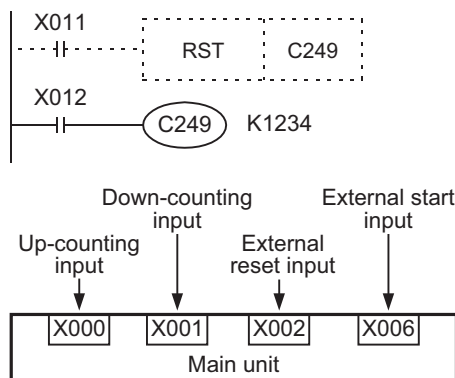 X011
RST C249
X012
C249 K1234
Down-counting input
External start input
Up-counting input
External reset input
X000 X001 X002 X006
Main unit